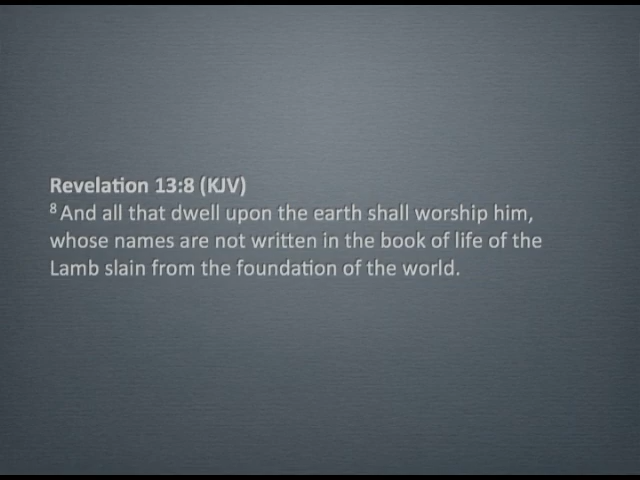 Revelation 13:8 (KJV)
⁸ And all that dwell upon the earth shall worship him,
whose names are not written in the book of life of the
Lamb slain from the foundation of the world.